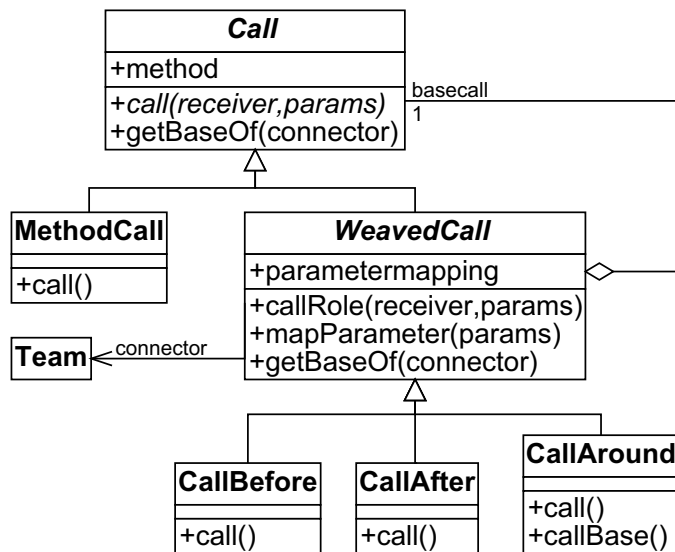 Call
+method
+call(receiver,params)
+getBaseOf(connector)
basecall
1
MethodCall
+call()
WeavedCall
+parametermapping
+callRole(receiver,params)
+mapParameter(params)
+getBaseOf(connector)
Team
connector
CallBefore
+call()
CallAfter
+call()
CallAround
+call()
+callBase()